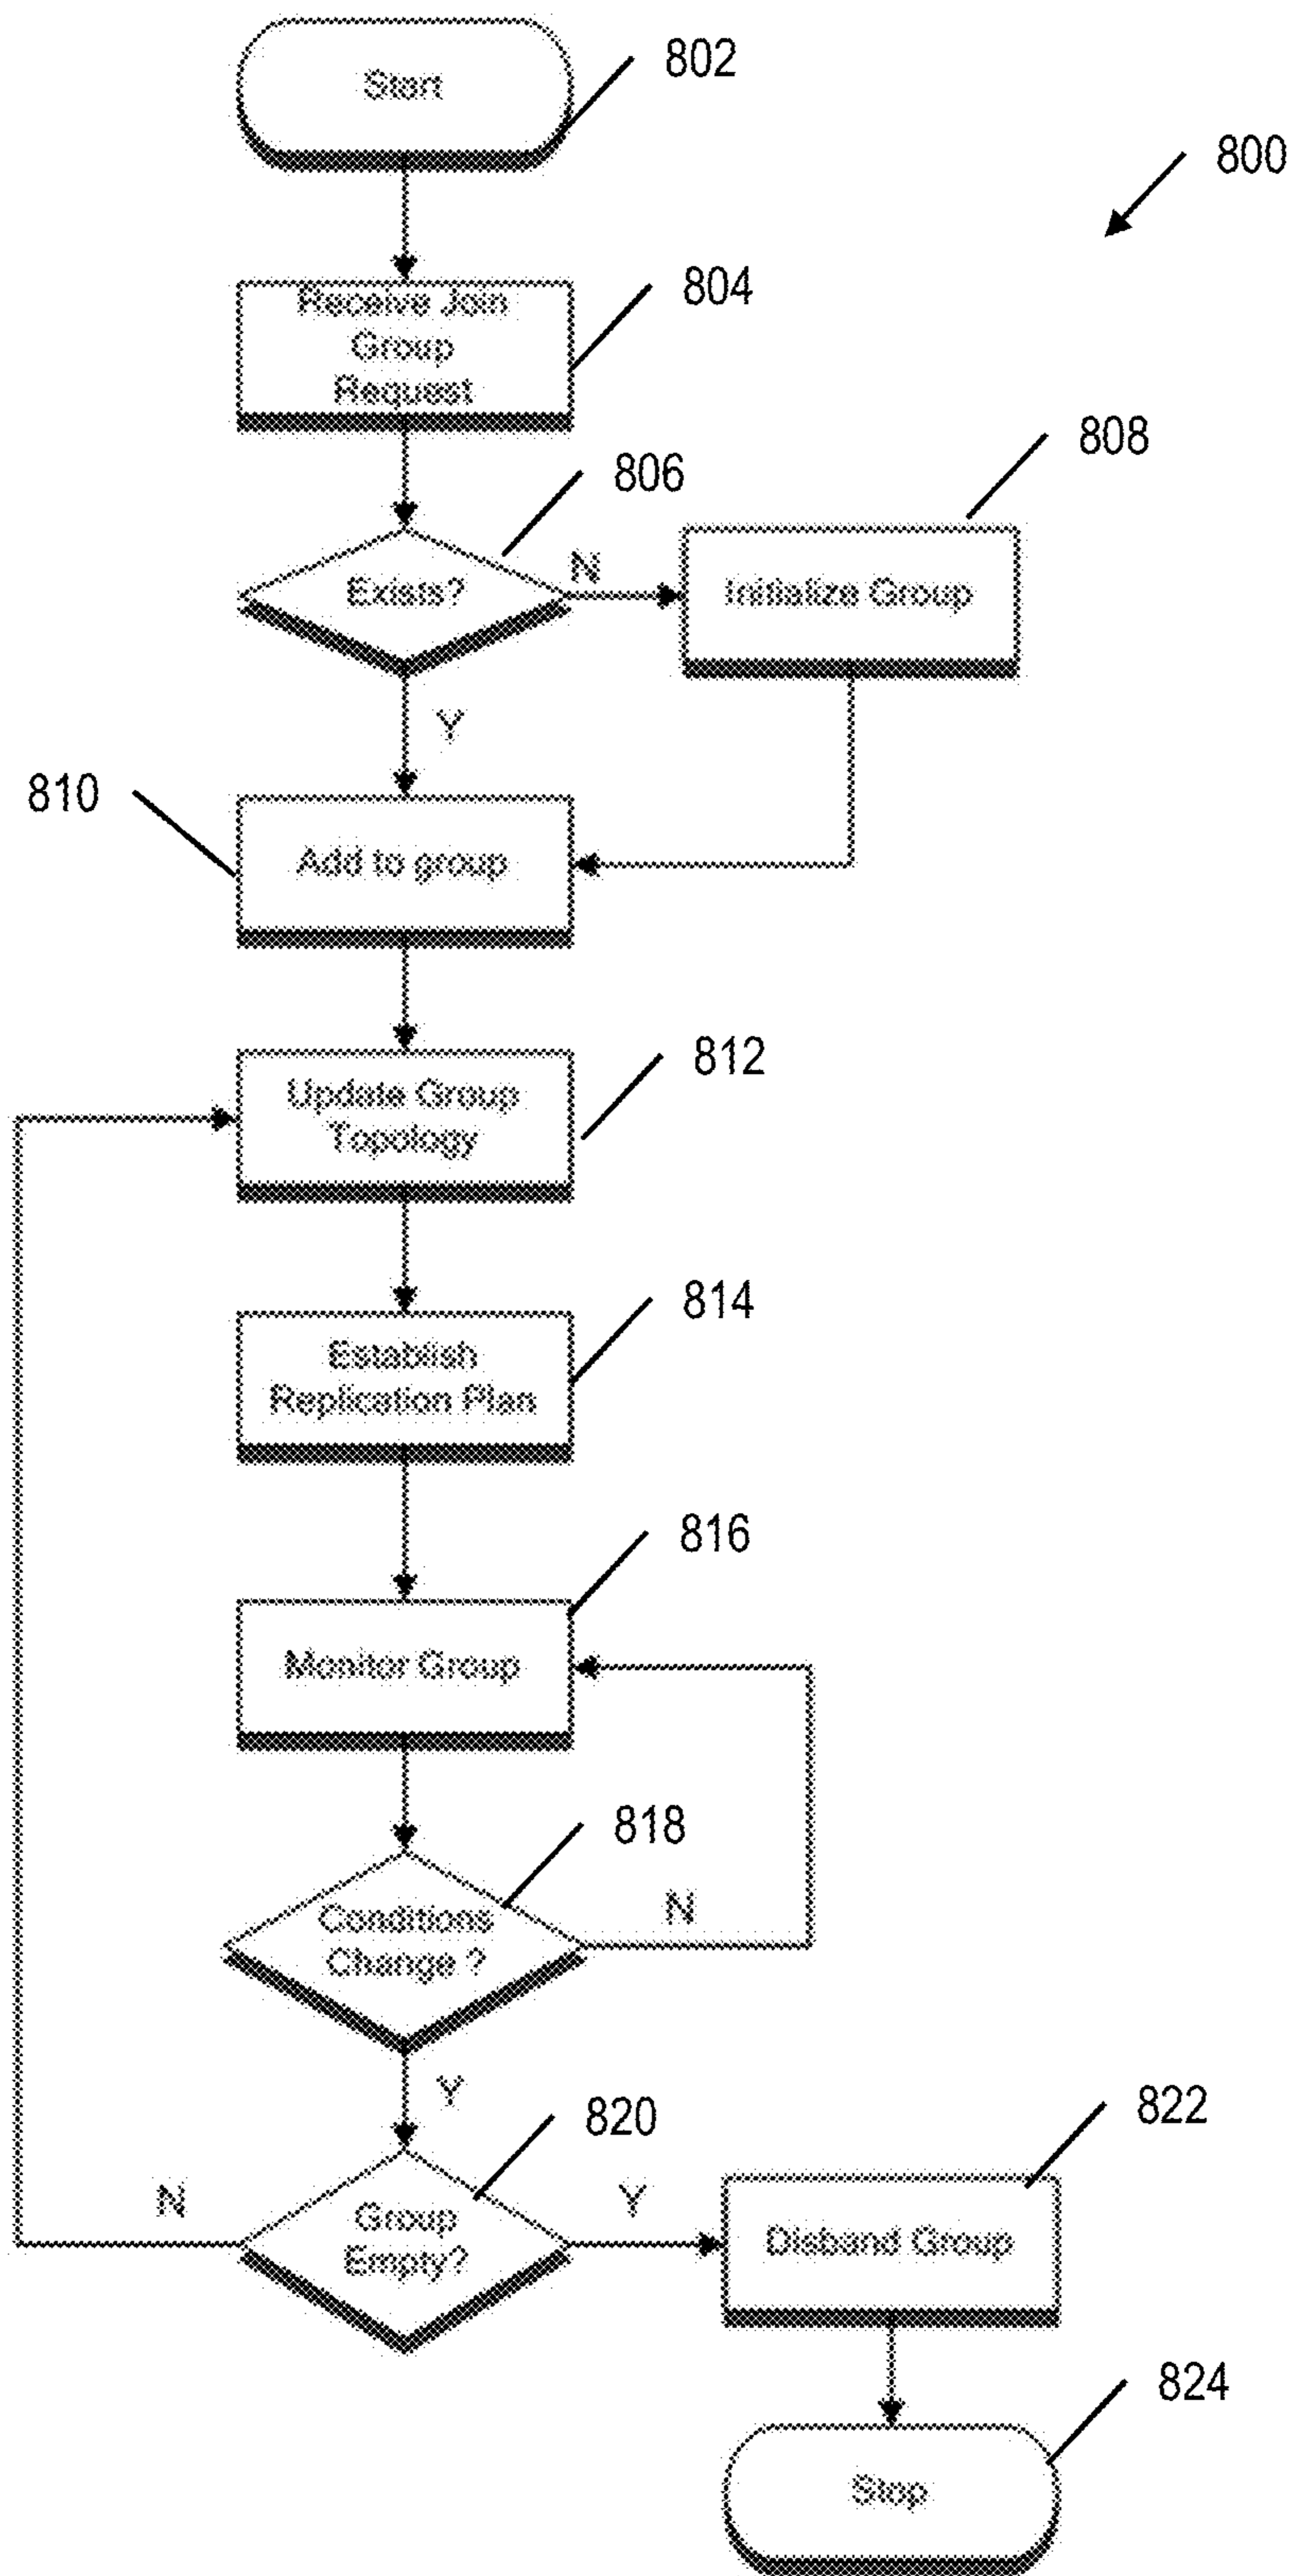 Start
802
800
Receive Join
Group
Request
804
806
808
Exists?
N
Initialize Group
Y
810
Add to group
812
Update Group
Topology
814
Establish
Replication Plan
816
Monitor Group
818
Conditions
Change ?
N
Y
820
822
N
Group
Empty?
Y
Disband Group
824
Stop